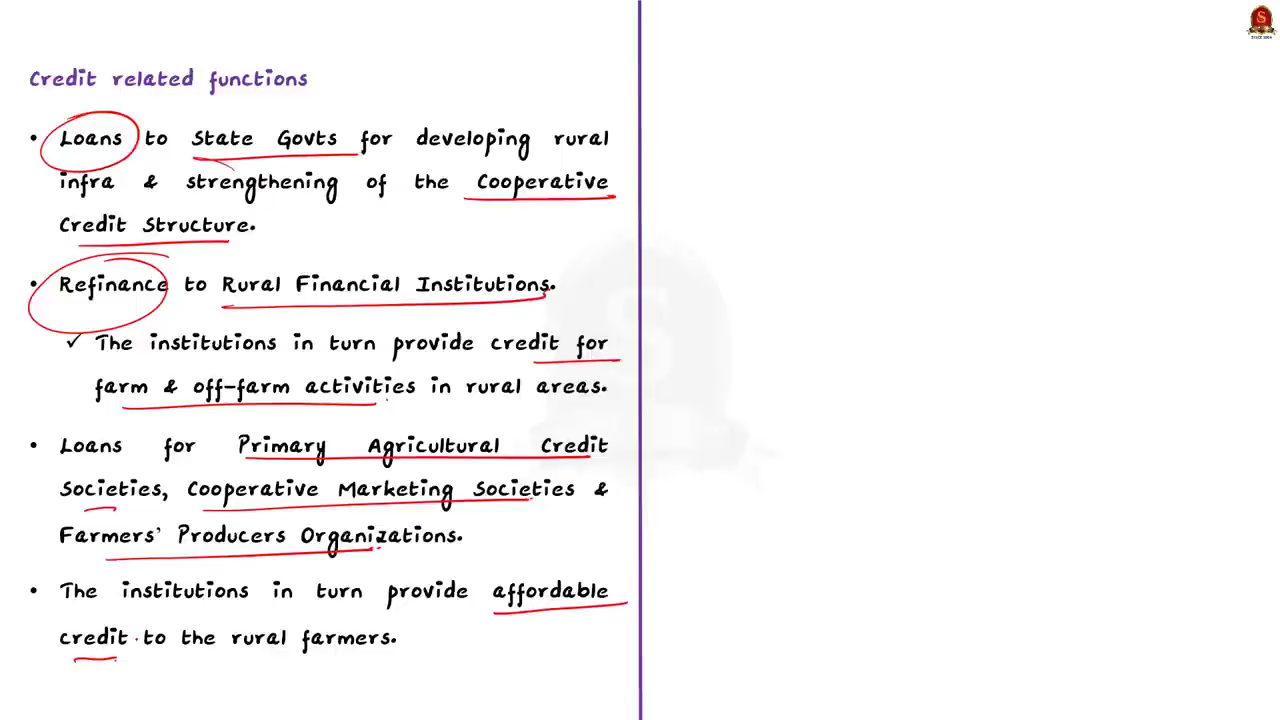 Credit related functions
• Loans to State Govts for developing rural
infra & strengthening of the Cooperative
Credit Structure.
• Refinance to Rural Financial Institutions.
✓ The institutions in turn provide credit for
farm & off-farm activities in rural areas.
• Loans for Primary Agricultural Credit
Societies, Cooperative Marketing Societies &
Farmers' Producers Organizations.
• The institutions in turn provide affordable
credit to the rural farmers.